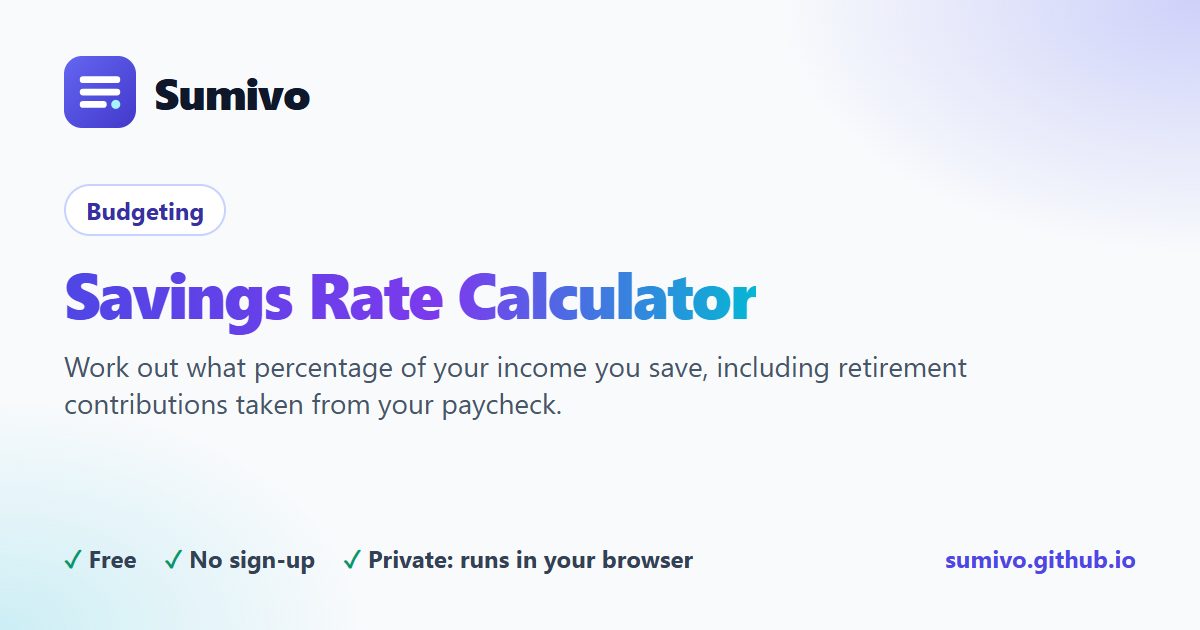 Sumivo
Budgeting
Savings Rate Calculator
Work out what percentage of your income you save, including retirement
contributions taken from your paycheck.
✓ Free ✓ No sign-up ✓ Private: runs in your browser
sumivo.github.io